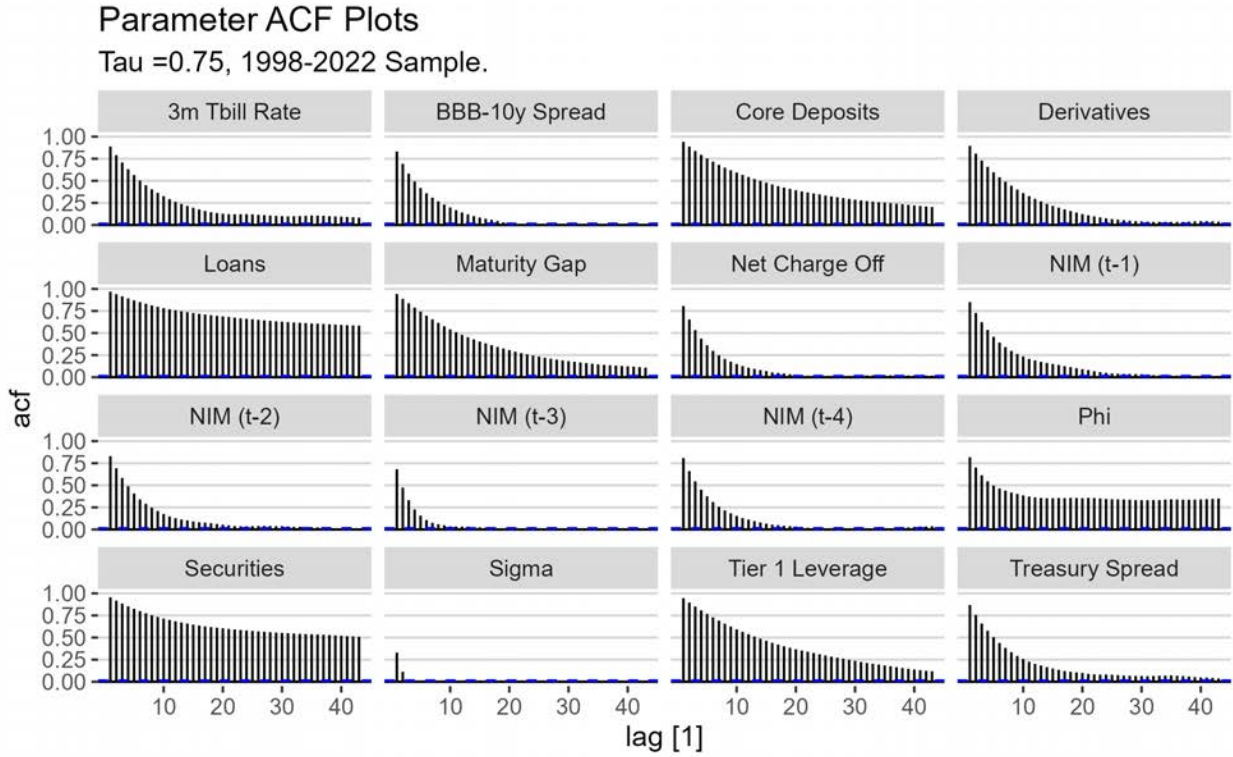 Parameter ACF Plots
Tau =0.75, 1998-2022 Sample.
3m Tbill Rate BBB-10y Spread Core Deposits Derivatives
1.00
0.75
0.50
0.25
0.00
Loans Maturity Gap Net Charge Off NIM (t-1)
1.00
0.75
0.50
0.25
0.00
acf
NIM (t-2) NIM (t-3) NIM (t-4) Phi
1.00
0.75
0.50
0.25
0.00
Securities Sigma Tier 1 Leverage Treasury Spread
1.00
0.75
0.50
0.25
0.00
10 20 30 40 10 20 30 40 10 20 30 40 10 20 30 40
lag [1]